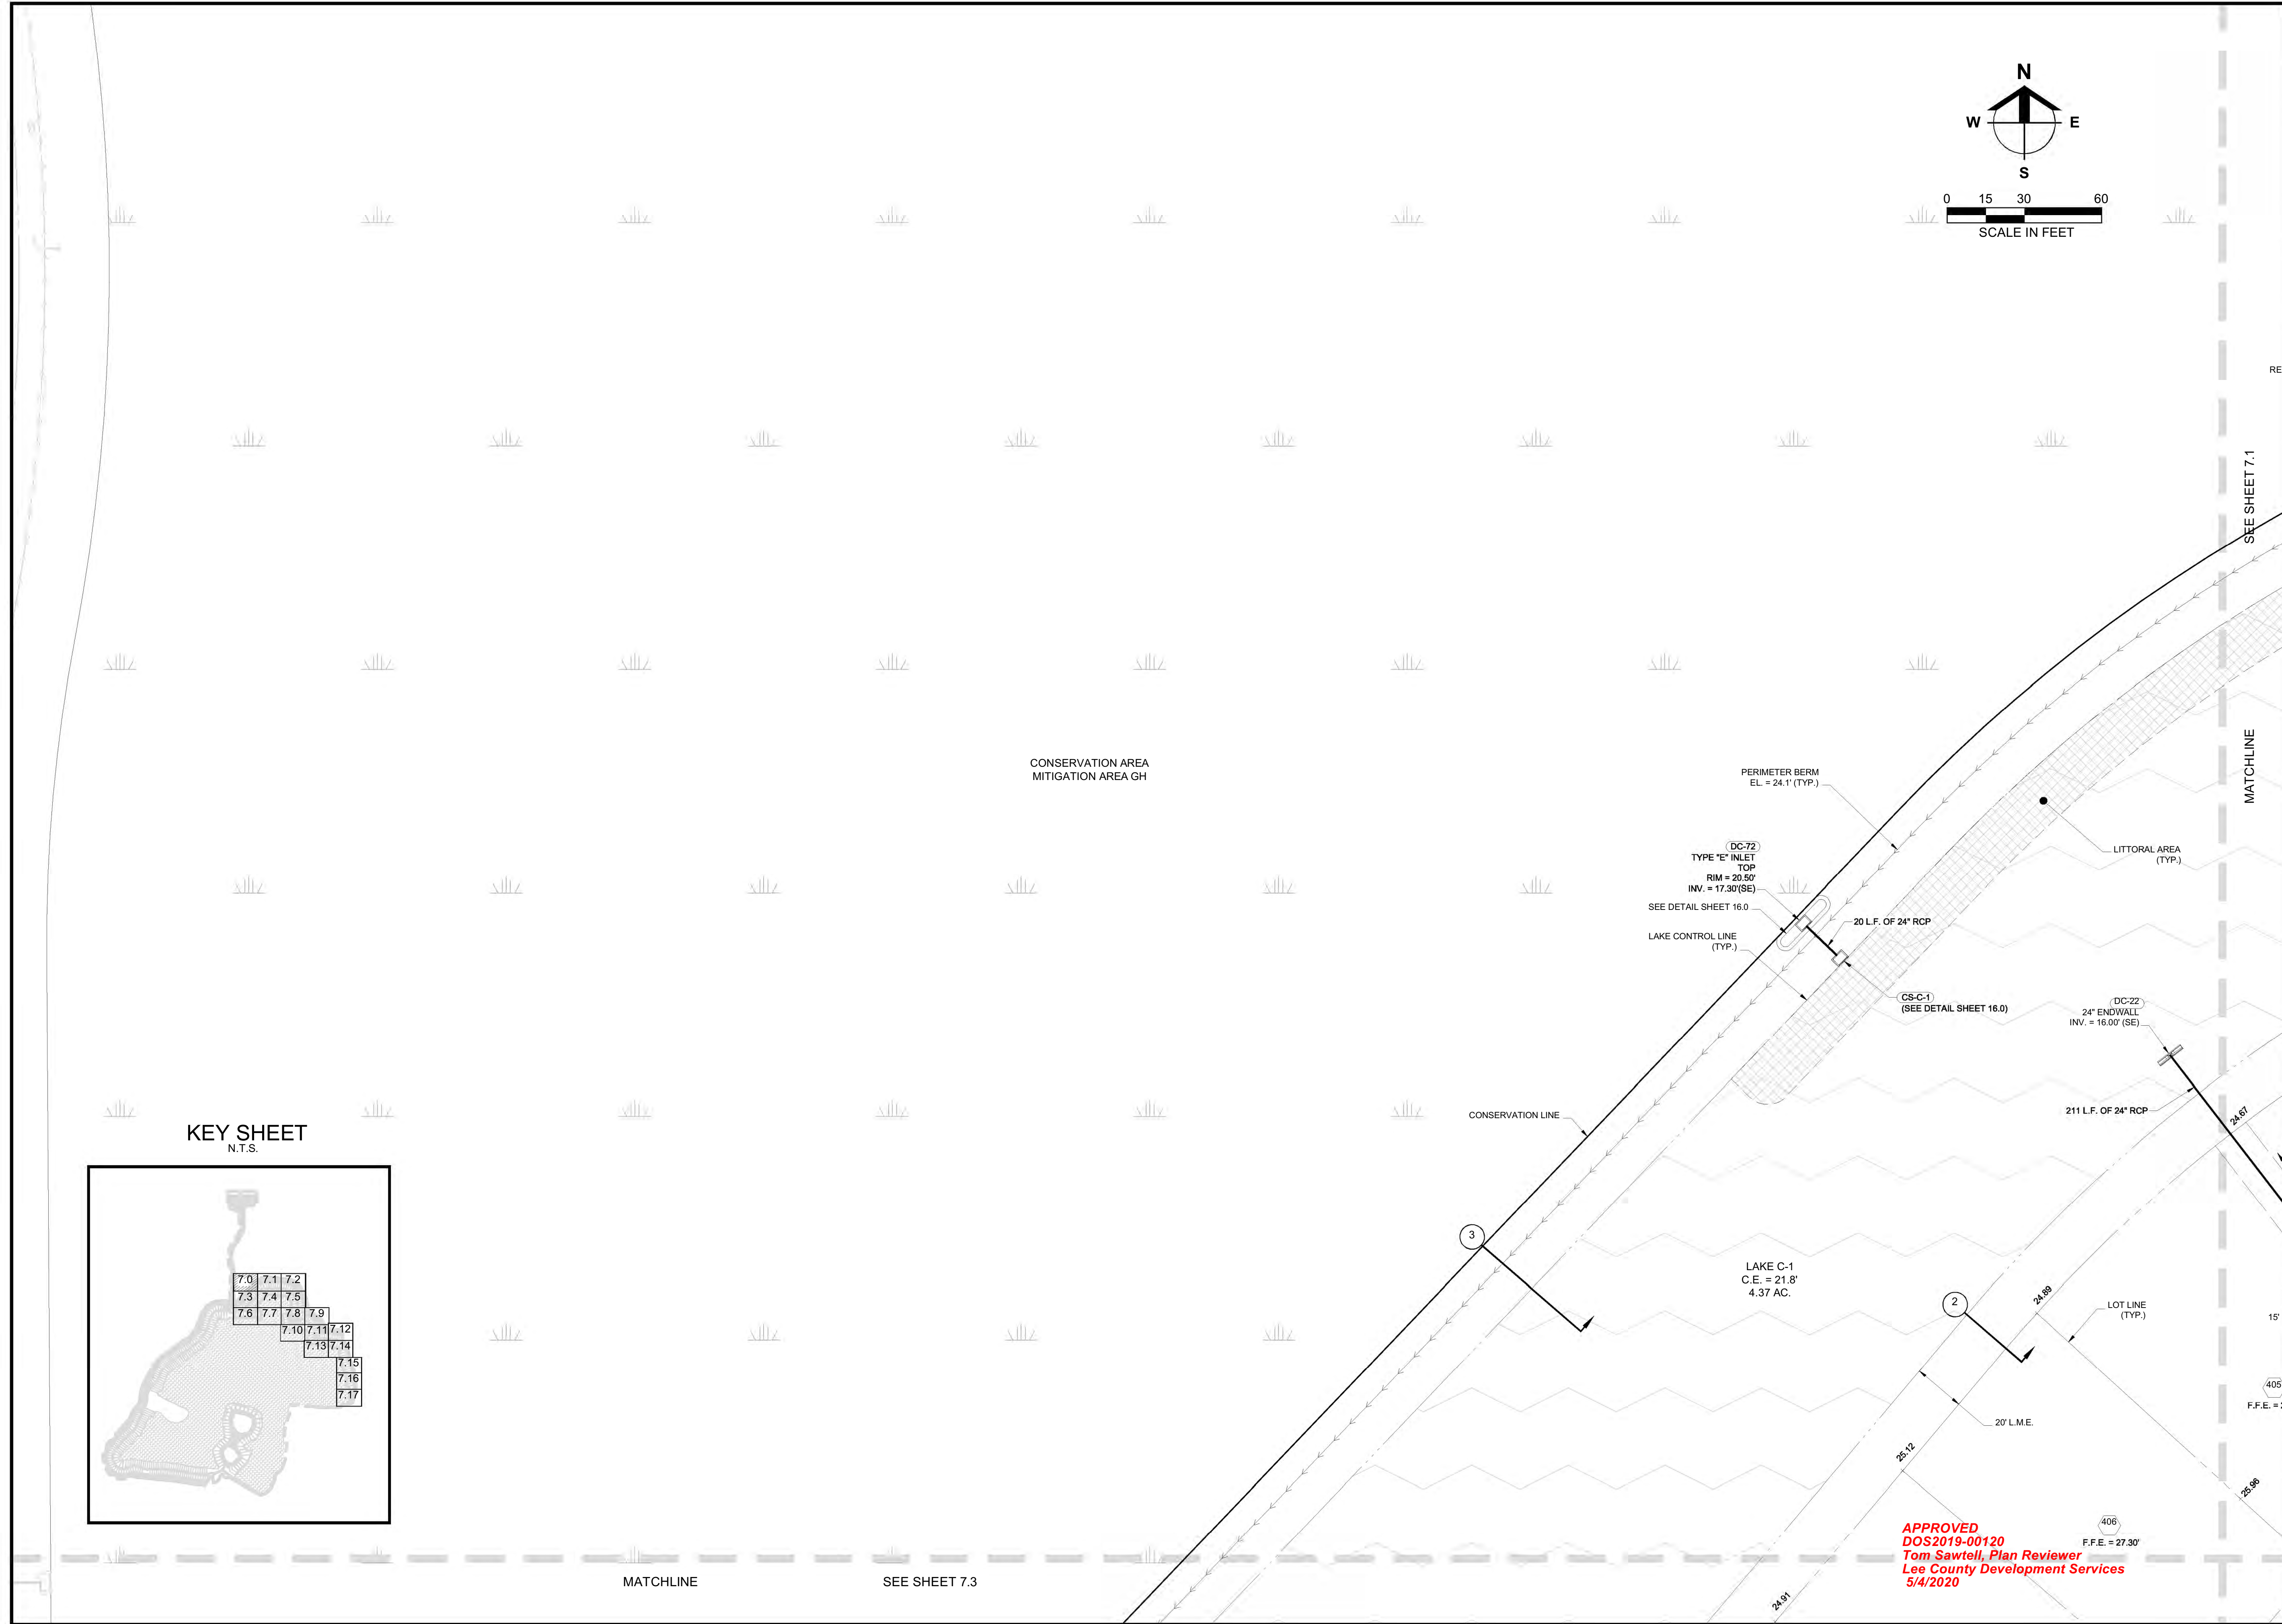 N
W
E
S
0 15 30 60
SCALE IN FEET
RE
SEE SHEET 7.1
MATCHLINE
CONSERVATION AREA
MITIGATION AREA GH
PERIMETER BERM
EL. = 24.1' (TYP.)
DC-72
TYPE "E" INLET
TOP
RIM = 20.50'
INV. = 17.30'(SE)
SEE DETAIL SHEET 16.0
LAKE CONTROL LINE
(TYP.)
20 L.F. OF 24" RCP
LITTORAL AREA
(TYP.)
CS-C-1
(SEE DETAIL SHEET 16.0)
DC-22
24" ENDWALL
INV. = 16.00' (SE)
211 L.F. OF 24" RCP
24.67
CONSERVATION LINE
KEY SHEET
N.T.S.
7.0 7.1 7.2
7.3 7.4 7.5
7.6 7.7 7.8 7.9
7.10 7.11 7.12
7.13 7.14
7.15
7.16
7.17
3
LAKE C-1
C.E. = 21.8'
4.37 AC.
2
24.89
LOT LINE
(TYP.)
15'
405
F.F.E. =
20' L.M.E.
25.12
25.96
406
F.F.E. = 27.30'
APPROVED
DOS2019-00120
Tom Sawtell, Plan Reviewer
Lee County Development Services
5/4/2020
24.91
MATCHLINE
SEE SHEET 7.3